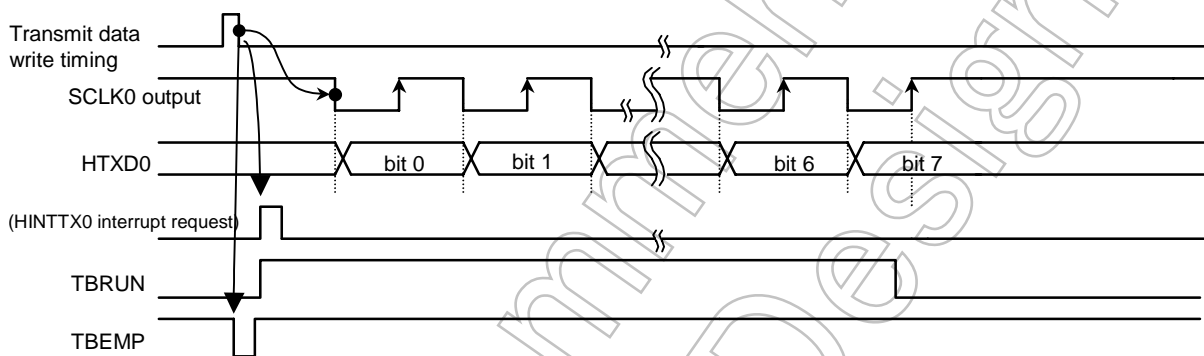 Transmit data
write timing
SCLK0 output
HTXD0
bit 0
bit 1
bit 6
bit 7
(HINTTX0 interrupt request)
TBRUN
TBEMP